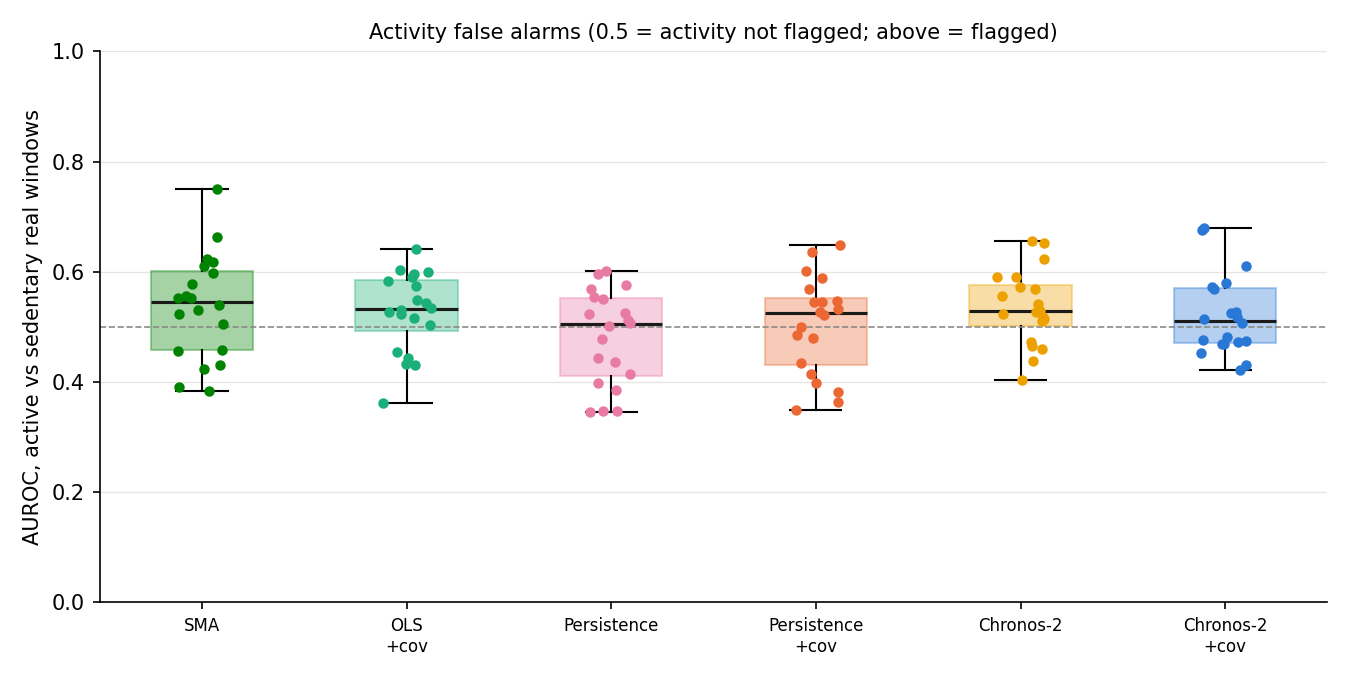 Activity false alarms (0.5 = activity not flagged; above = flagged)
AUROC, active vs sedentary real windows
1.0
0.8
0.6
0.4
0.2
0.0
SMA
OLS
+cov
Persistence
Persistence
+cov
Chronos-2
Chronos-2
+cov